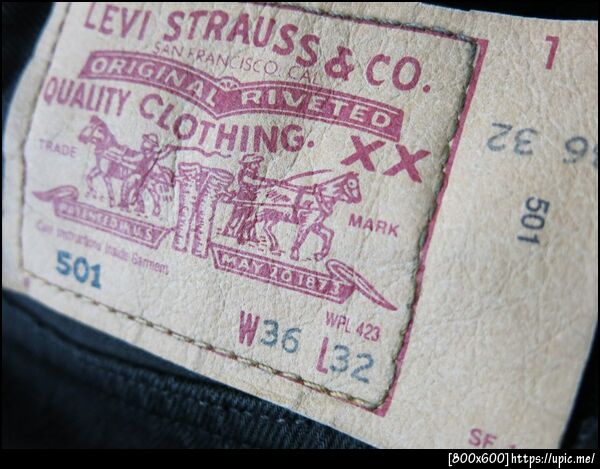 LEVI STRAUSS & CO.
SAN FRANCISCO. CAL
ORIGINAL RIVETED
QUALITY CLOTHING.
XX
TRADE
MARK
PATENTED IN U.S.
MAY 20 1873
Care Instructions Inside Garment
501
WPL 423
W36 L32
1
36 32
501
[800x600]https://upic.me/